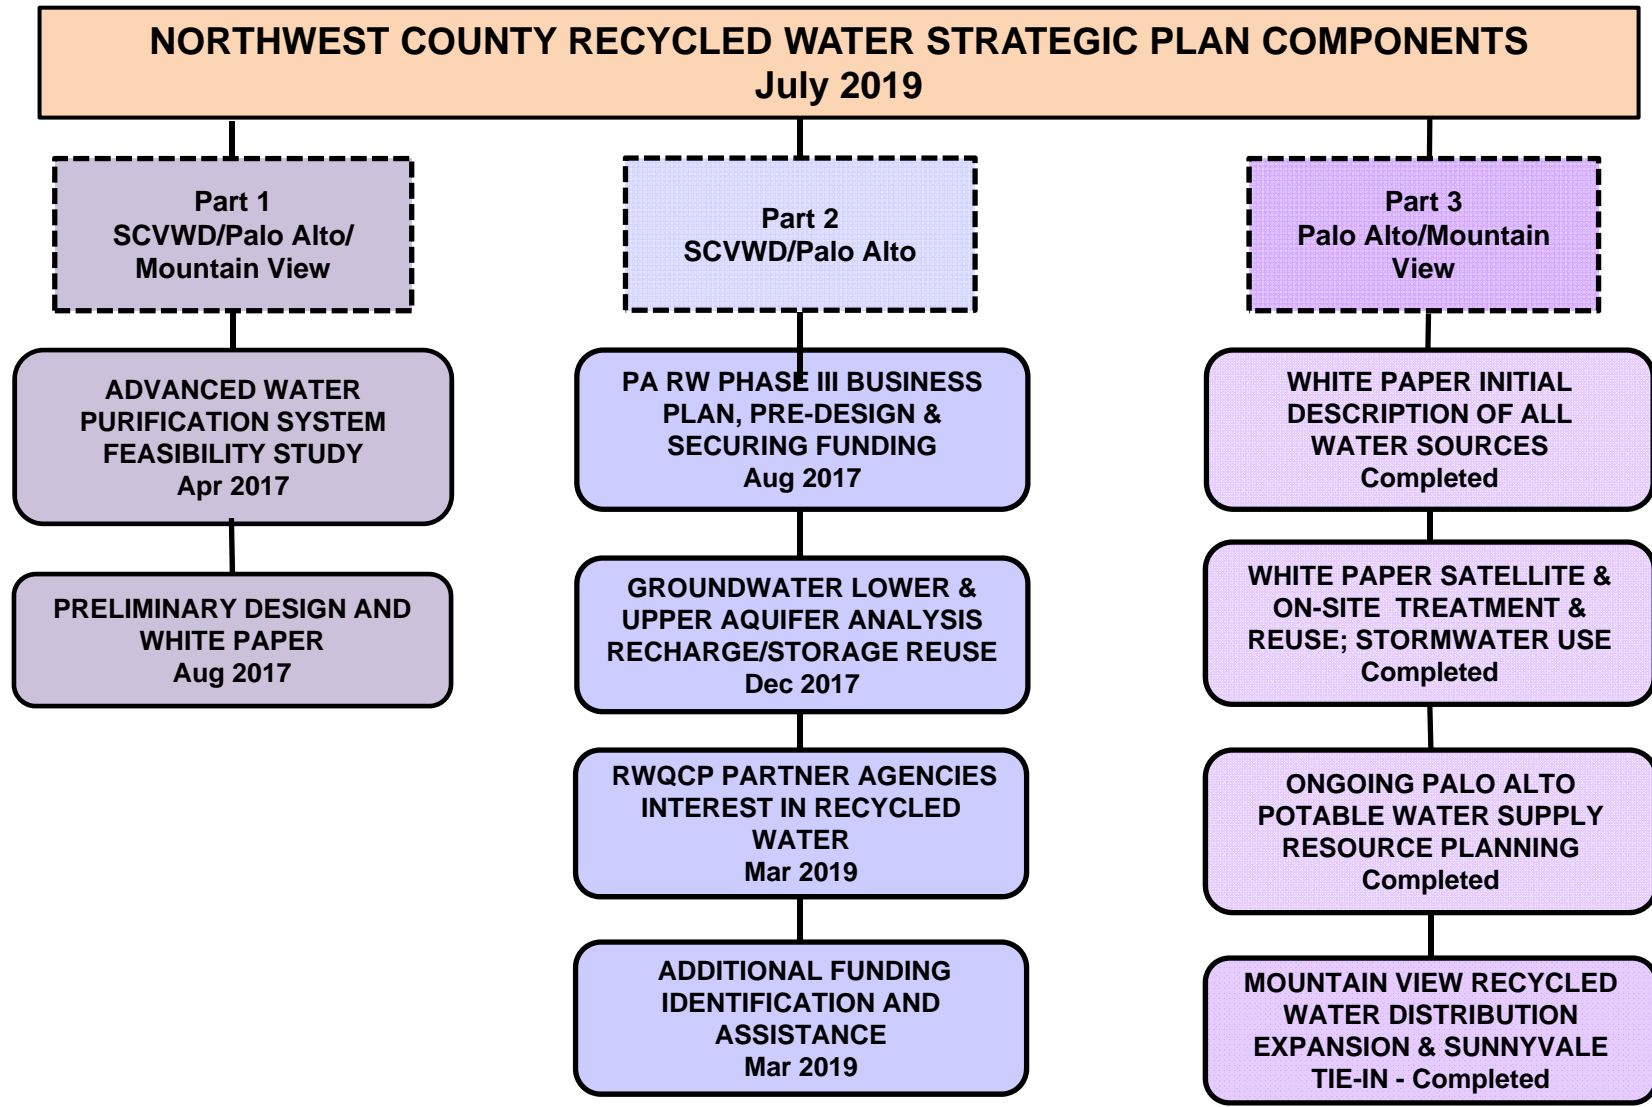 NORTHWEST COUNTY RECYCLED WATER STRATEGIC PLAN COMPONENTS
July 2019
Part 1
SCVWD/Palo Alto/
Mountain View
ADVANCED WATER
PURIFICATION SYSTEM
FEASIBILITY STUDY
Apr 2017
PRELIMINARY DESIGN AND
WHITE PAPER
Aug 2017
Part 2
SCVWD/Palo Alto
PA RW PHASE III BUSINESS
PLAN, PRE-DESIGN &
SECURING FUNDING
Aug 2017
GROUNDWATER LOWER &
UPPER AQUIFER ANALYSIS
RECHARGE/STORAGE REUSE
Dec 2017
RWQCP PARTNER AGENCIES
INTEREST IN RECYCLED
WATER
Mar 2019
ADDITIONAL FUNDING
IDENTIFICATION AND
ASSISTANCE
Mar 2019
Part 3
Palo Alto/Mountain
View
WHITE PAPER INITIAL
DESCRIPTION OF ALL
WATER SOURCES
Completed
WHITE PAPER SATELLITE &
ON-SITE TREATMENT &
REUSE; STORMWATER USE
Completed
ONGOING PALO ALTO
POTABLE WATER SUPPLY
RESOURCE PLANNING
Completed
MOUNTAIN VIEW RECYCLED
WATER DISTRIBUTION
EXPANSION & SUNNYVALE
TIE-IN - Completed